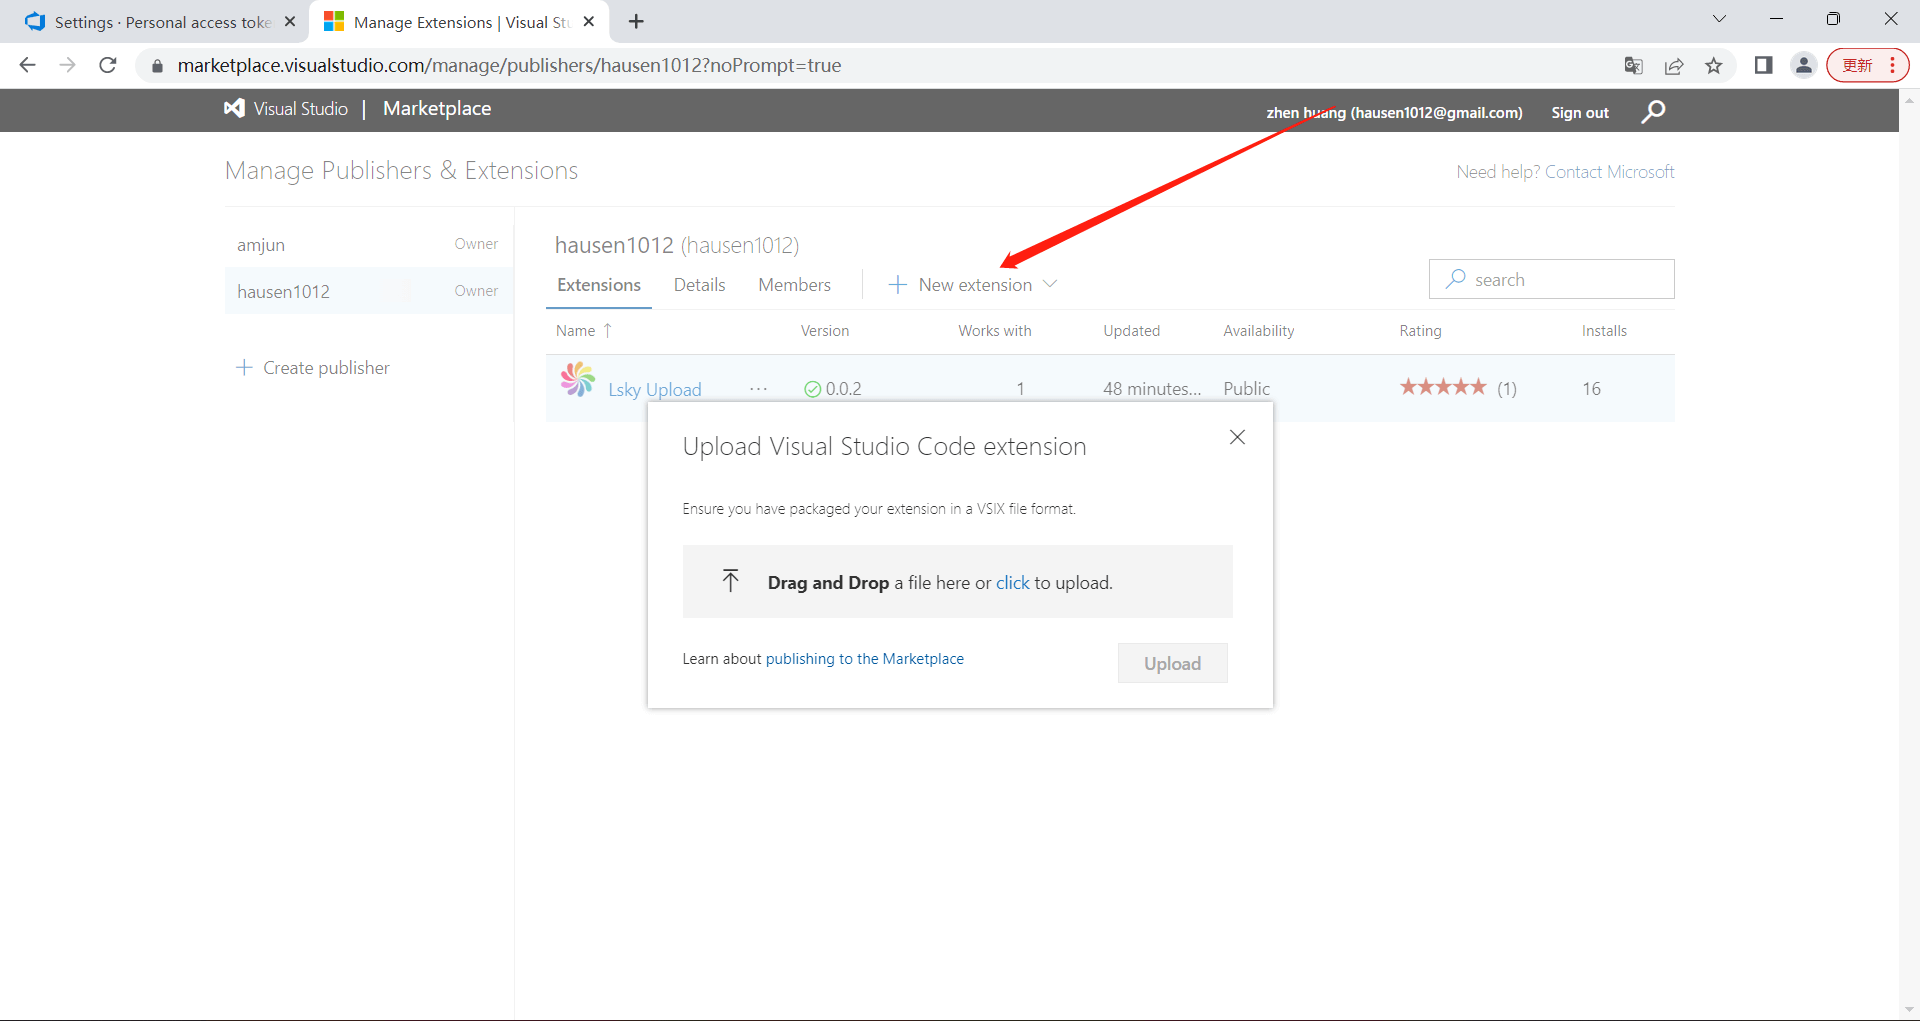 Settings · Personal access toke
Manage Extensions | Visual Stu
marketplace.visualstudio.com/manage/publishers/hausen1012?noPrompt=true
更新
Visual Studio | Marketplace
zhen huang (hausen1012@gmail.com)
Sign out
Manage Publishers & Extensions
Need help? Contact Microsoft
amjun Owner
hausen1012 Owner
Create publisher
hausen1012 (hausen1012)
Extensions Details Members New extension
search
Name Version Works with Updated Availability Rating Installs
Lsky Upload ... 0.0.2 1 48 minutes... Public (1) 16
Upload Visual Studio Code extension
Ensure you have packaged your extension in a VSIX file format.
Drag and Drop a file here or click to upload.
Learn about publishing to the Marketplace
Upload